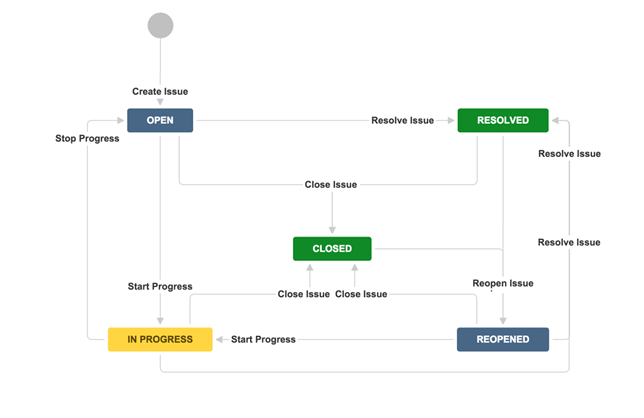 Create Issue
OPEN
Resolve Issue
RESOLVED
Stop Progress
Resolve Issue
Close Issue
CLOSED
Resolve Issue
Start Progress
Reopen Issue
Close Issue
Close Issue
IN PROGRESS
Start Progress
REOPENED